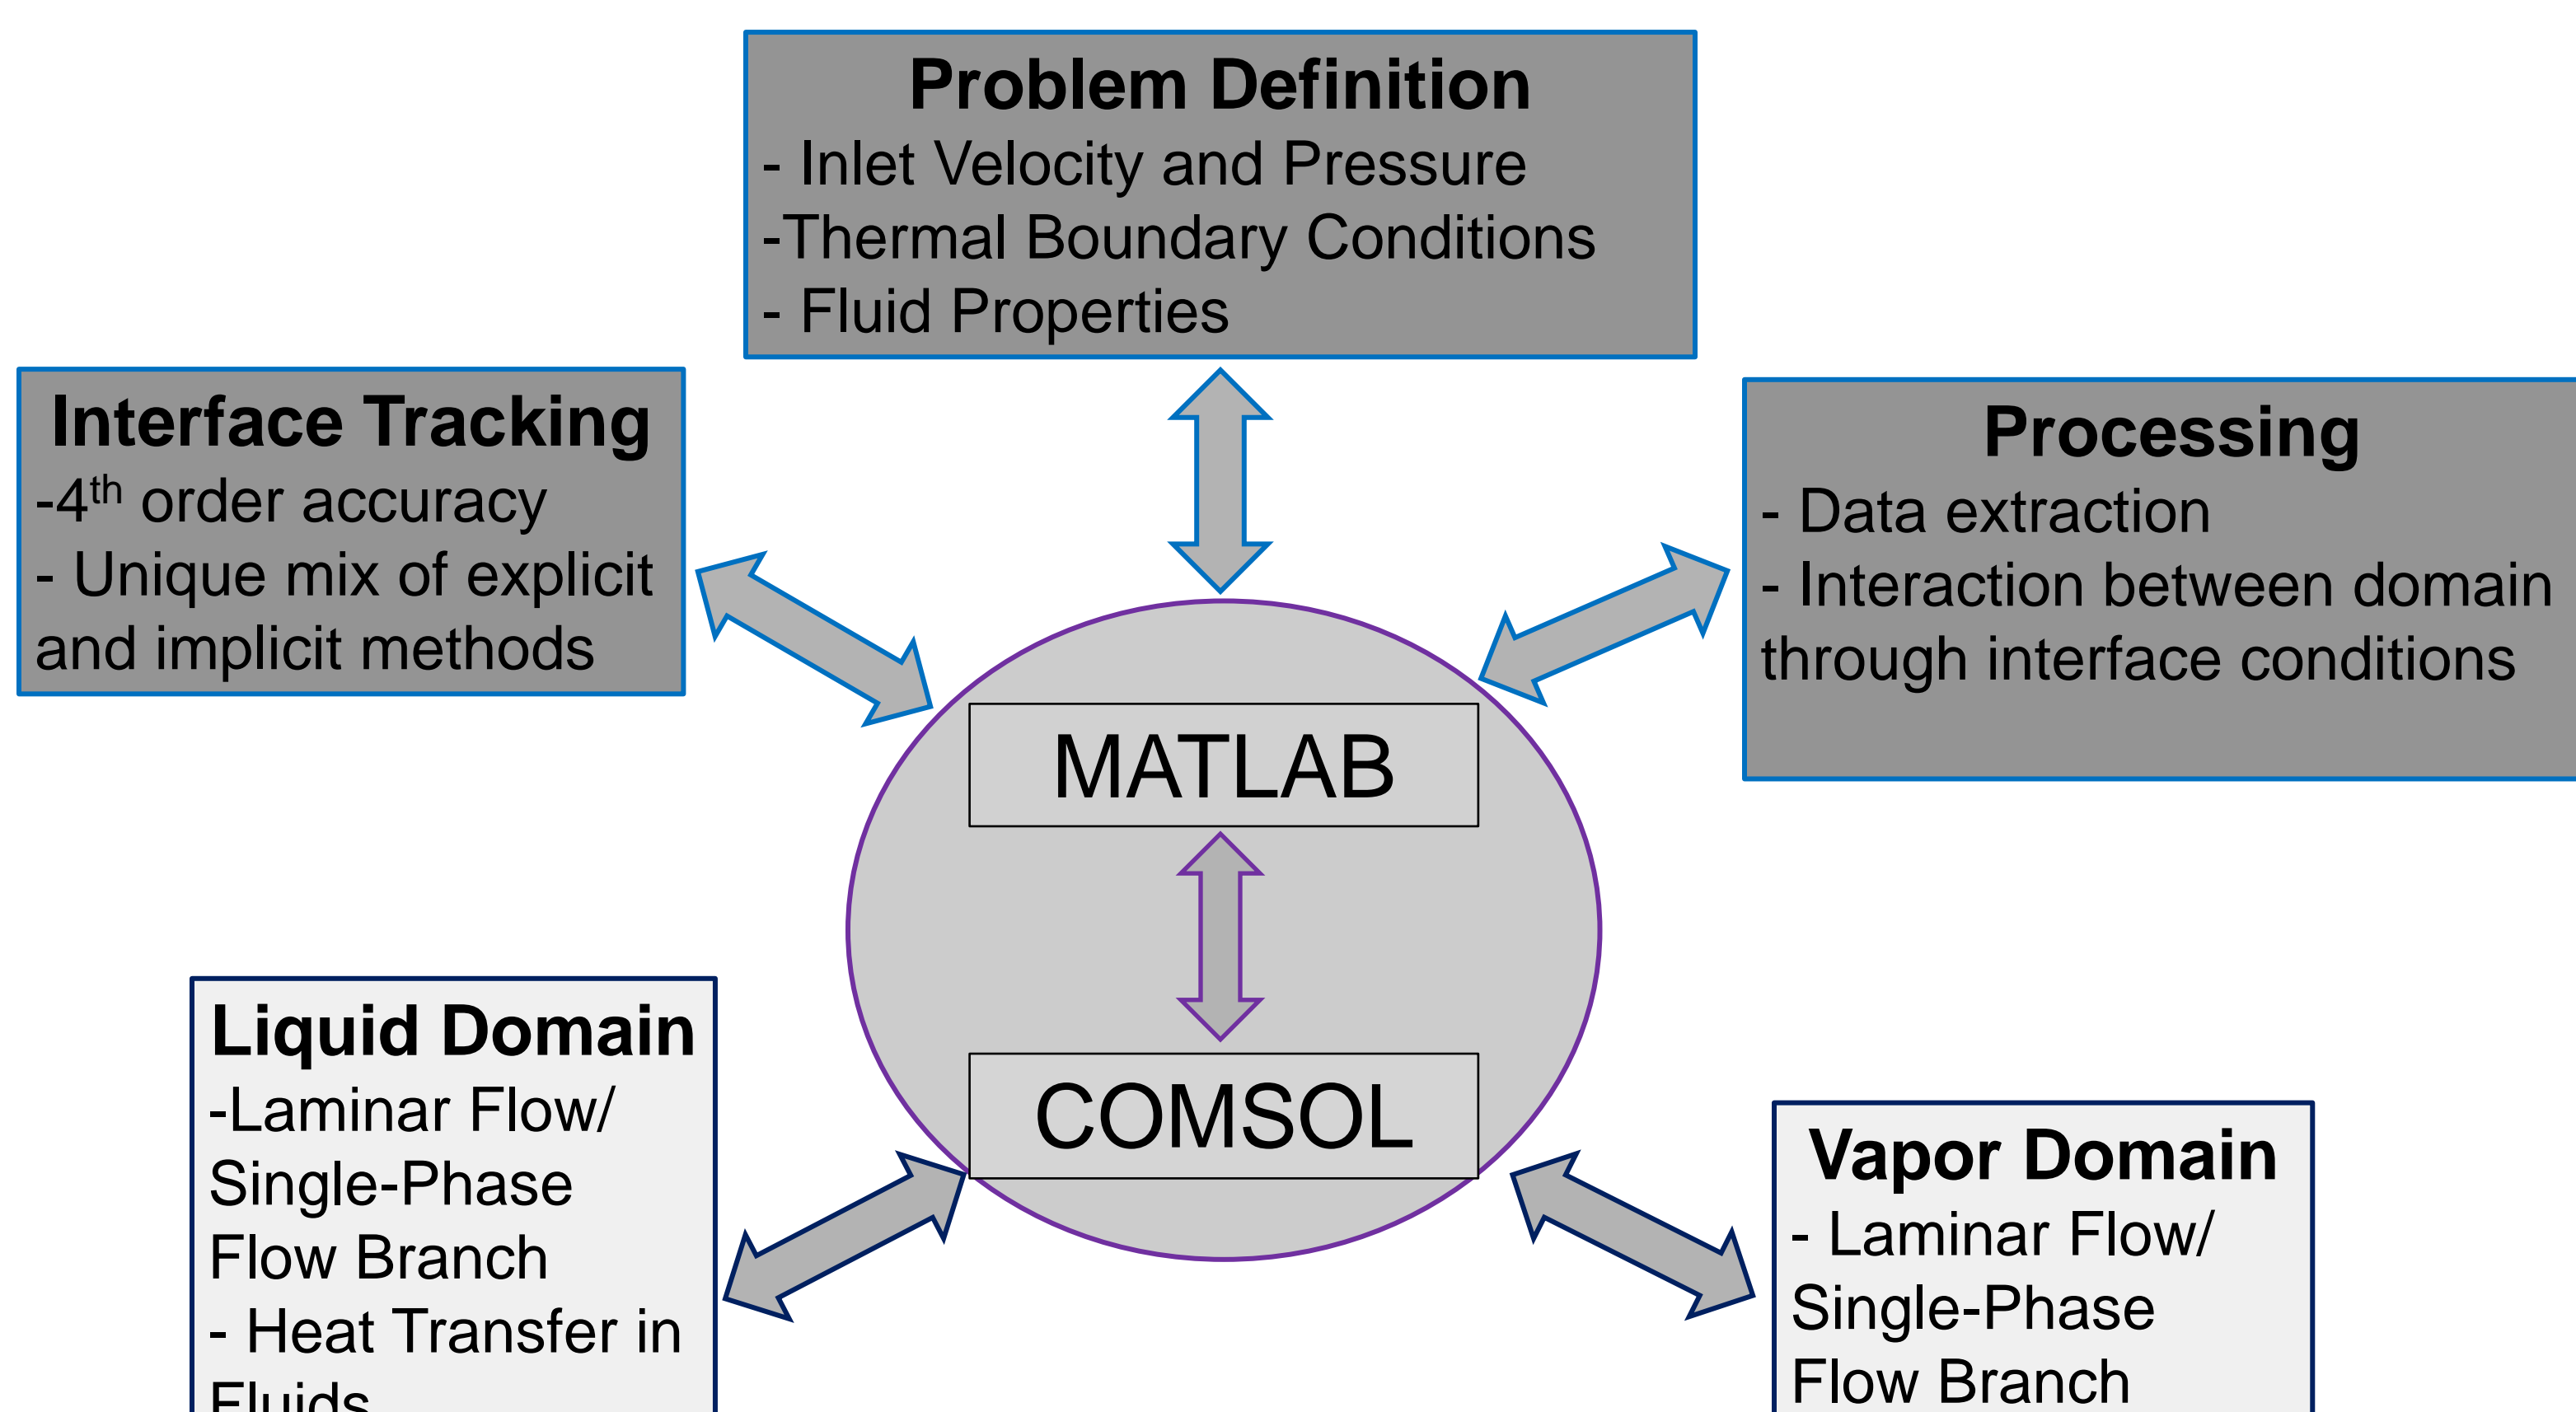 Problem Definition
- Inlet Velocity and Pressure
-Thermal Boundary Conditions
- Fluid Properties
Interface Tracking
-4th order accuracy
- Unique mix of explicit
and implicit methods
Processing
- Data extraction
- Interaction between domain
through interface conditions
MATLAB
COMSOL
Liquid Domain
-Laminar Flow/
Single-Phase
Flow Branch
- Heat Transfer in
Fluids
Vapor Domain
- Laminar Flow/
Single-Phase
Flow Branch